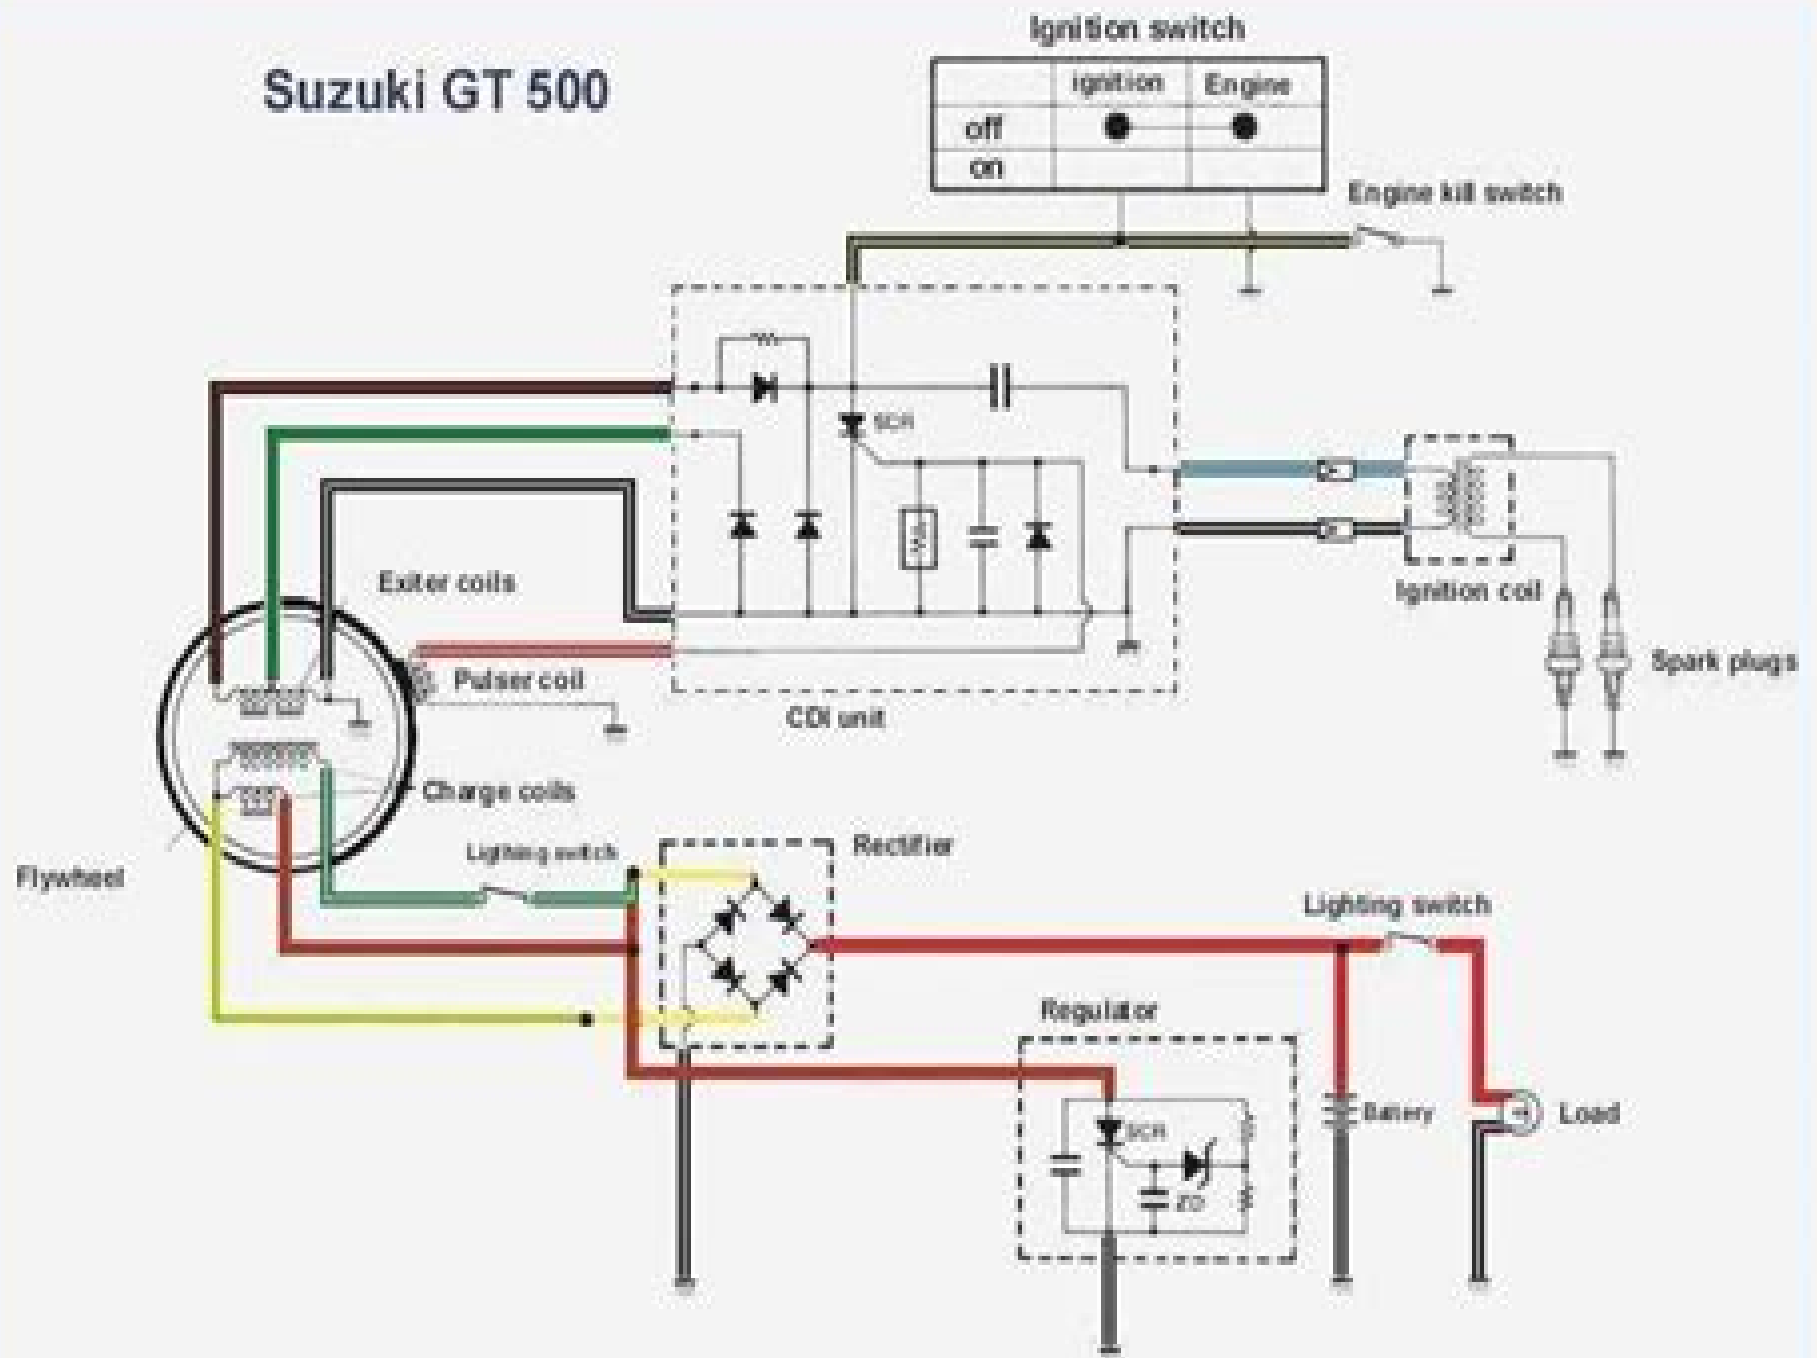 Ignition switch
Suzuki GT 500
ignition Engine
off
on
Engine kill switch
SCR
Exiter coils
Ignition coil
Pulser coil
Spark plugs
CDI unit
Charge coils
Rectifier
Lighting switch
Flywheel
Lighting switch
Regulator
Battery
Load
SCR
ZD